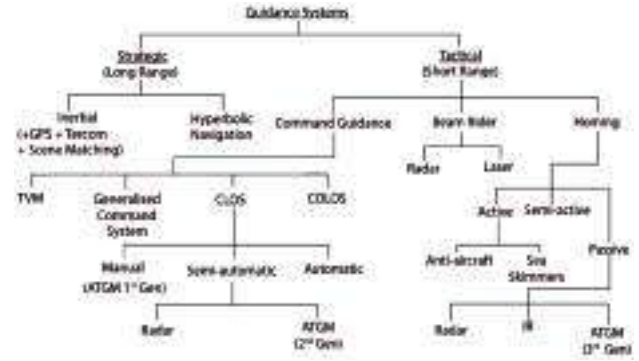 Guidance Systems
Strategic
(Long Range)
Tactical
(Short Range)
Inertial
(+GPS + Tercom
+ Scene Matching)
Hyperbolic
Navigation
Command Guidance
Beam Rider
Homing
Radar
Laser
TVM
Generalised
Command
System
CLOS
COLOS
Active
Semi-active
Passive
Manual
(ATGM 1st Gen)
Semi-automatic
Automatic
Anti-aircraft
Sea
Skimmers
Radar
ATGM
(2nd Gen)
Radar
IR
ATGM
(3rd Gen)